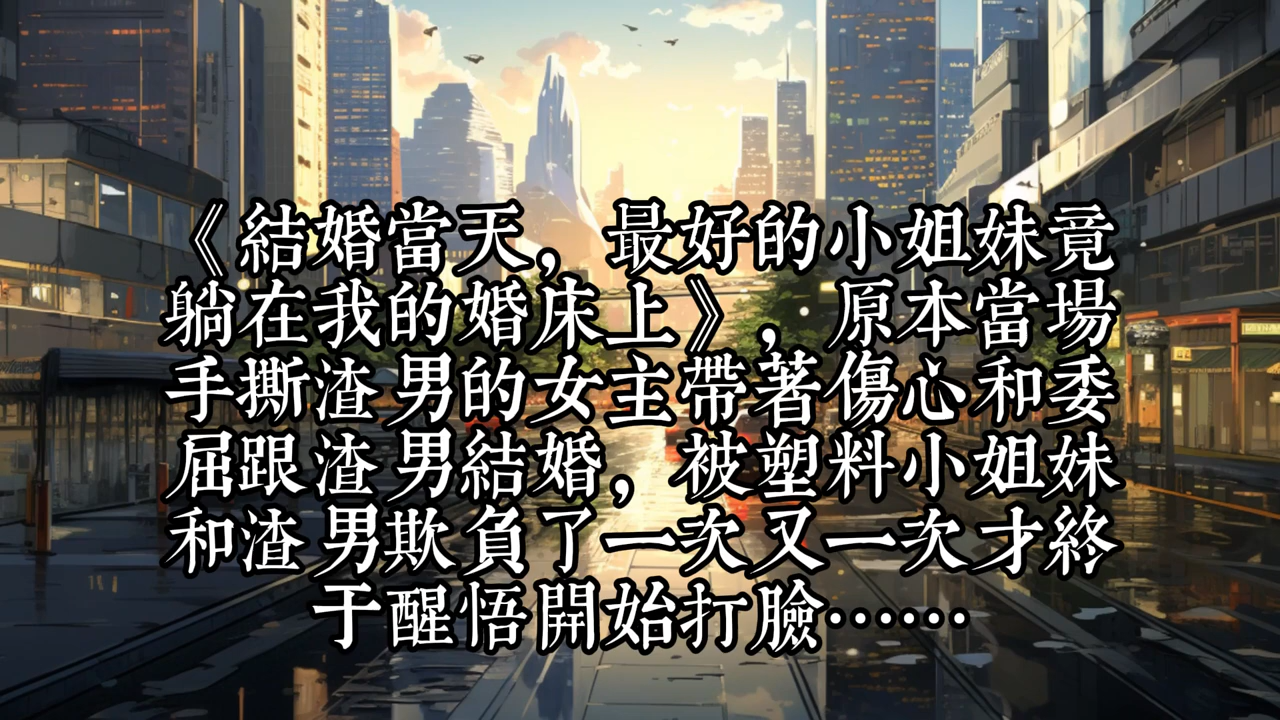 《結婚當天，最好的小姐妹竟
躺在我的婚床上》，原本當場
手撕渣男的女主帶著傷心和委
屈跟渣男結婚，被塑料小姐妹
和渣男欺負了一次又一次才終
于醒悟開始打臉……